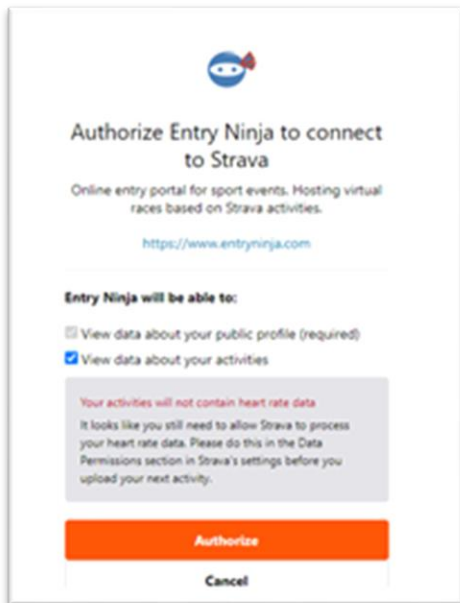 Authorize Entry Ninja to connect
to Strava
Online entry portal for sport events. Hosting virtual
races based on Strava activities.
https://www.entryninja.com
Entry Ninja will be able to:
View data about your public profile (required)
View data about your activities
Your activities will not contain heart rate data
It looks like you still need to allow Strava to process
your heart rate data. Please do this in the Data
Permissions section in Strava's settings before you
upload your next activity.
Authorize
Cancel